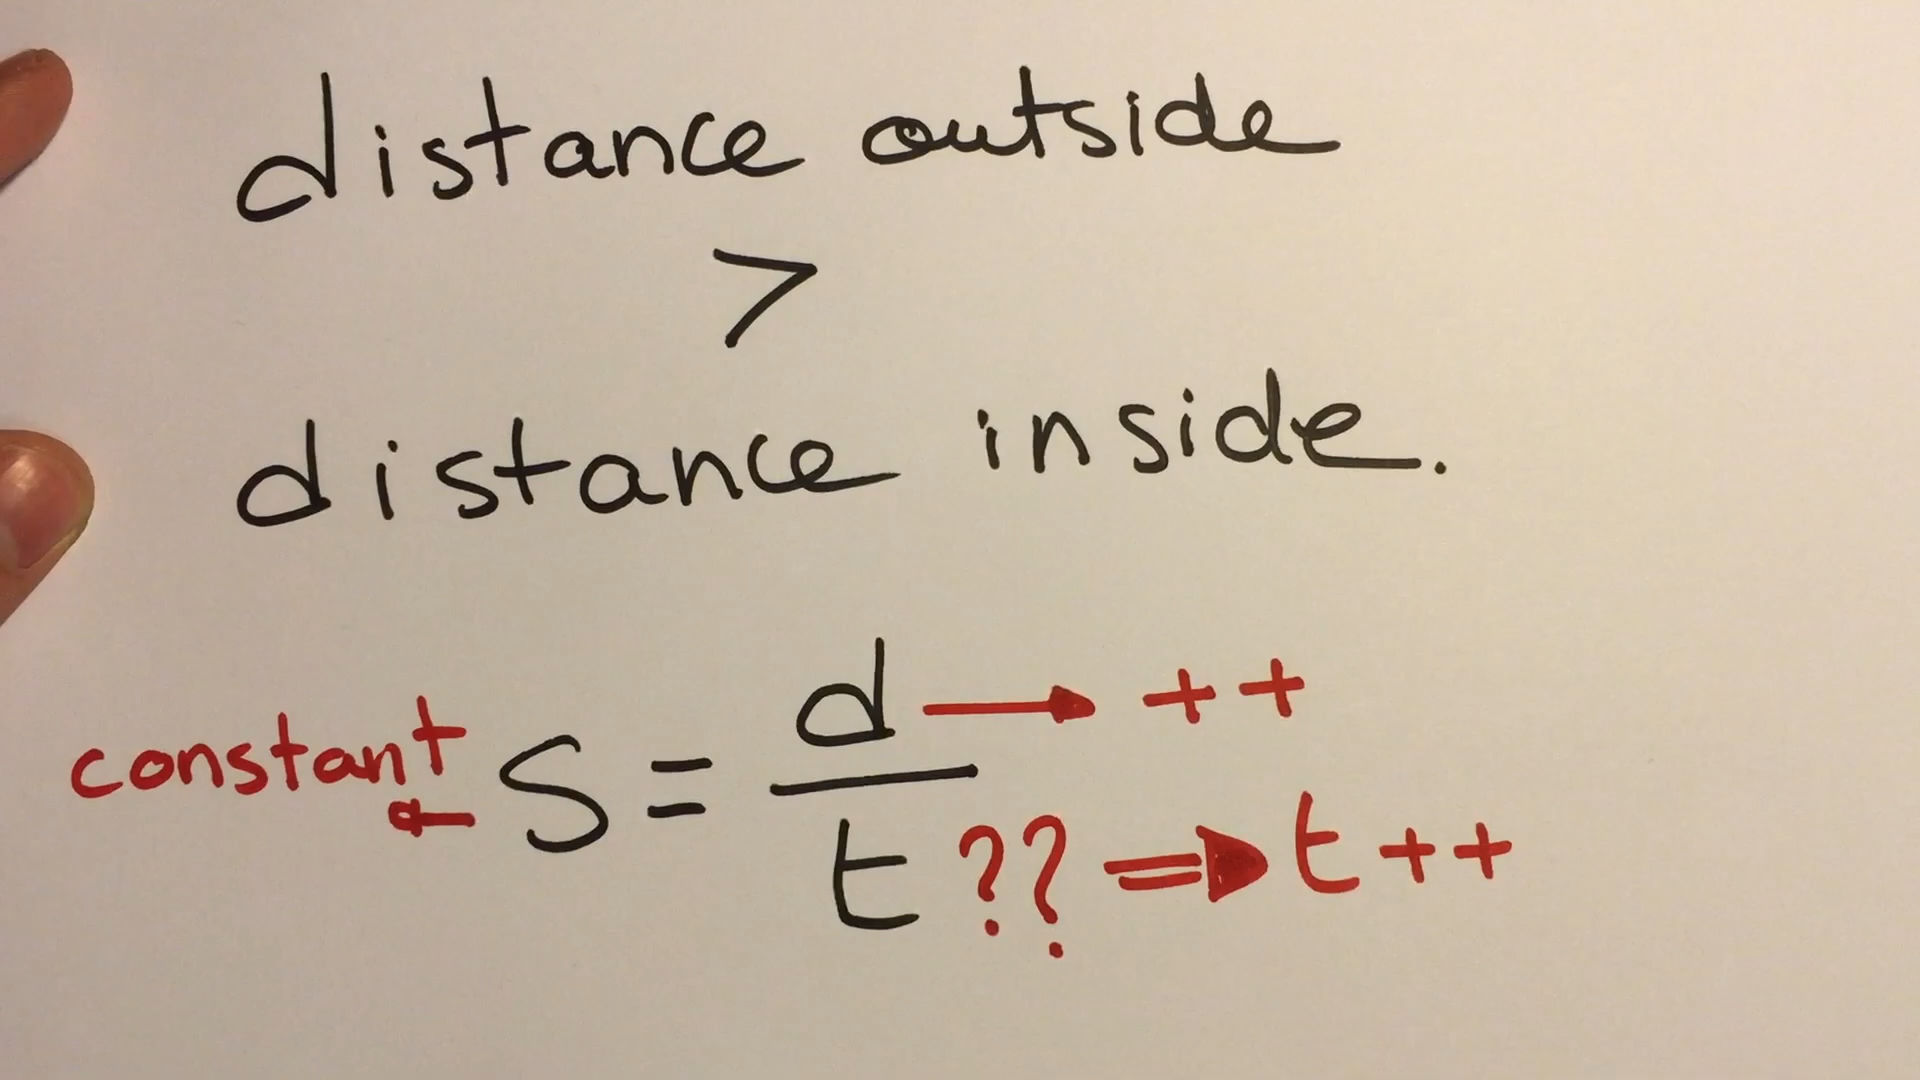 distance outside
>
distance inside.
constant ← S = d/t
d → ++
t ?? ⇒ t ++